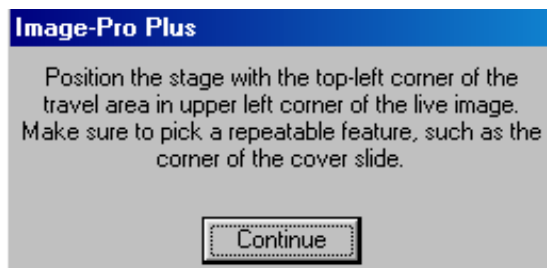 Image-Pro Plus
Position the stage with the top-left corner of the
travel area in upper left corner of the live image.
Make sure to pick a repeatable feature, such as the
corner of the cover slide.
Continue